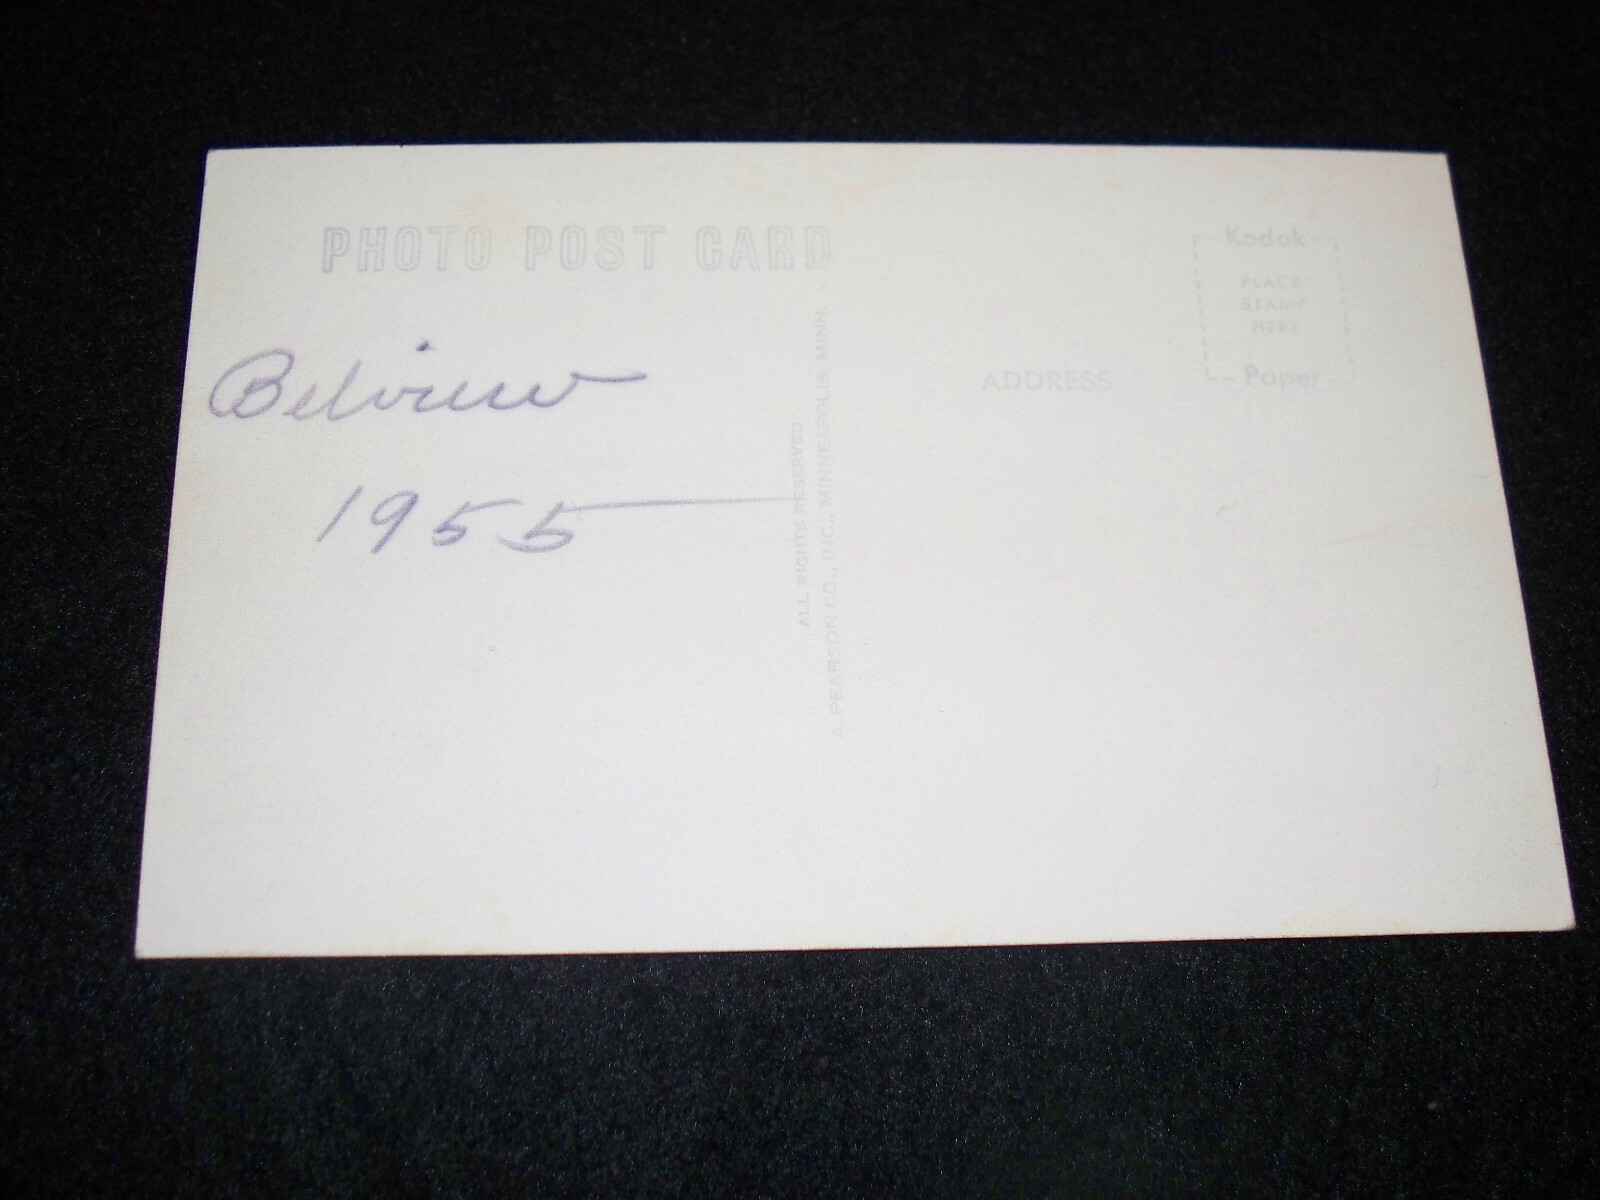 PHOTO POST CARD
Kodak
PLACE
STAMP
HERE
Paper
Belview
1955
ADDRESS
ALL RIGHTS RESERVED
A. PEARSON CO., INC., MINNEAPOLIS, MINN.